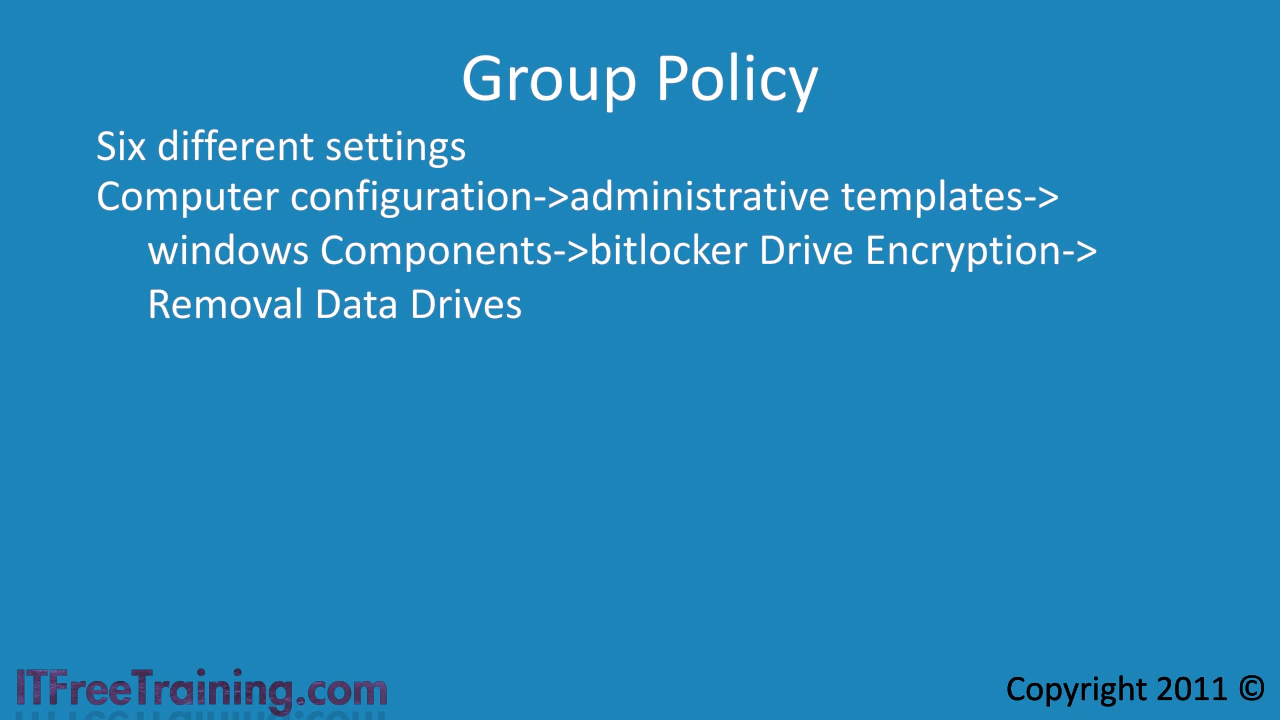 Group Policy
Six different settings
Computer configuration->administrative templates->
windows Components->bitlocker Drive Encryption->
Removal Data Drives
ITFreeTraining.com
Copyright 2011 ©